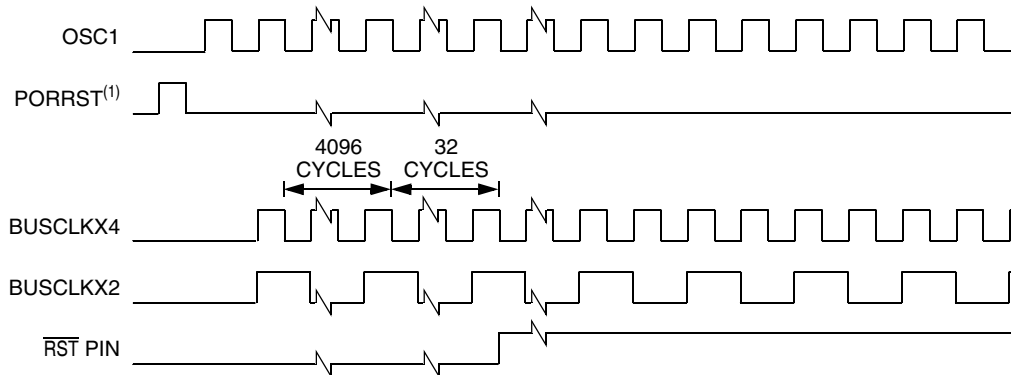 OSC1
PORRST(1)
4096
CYCLES
32
CYCLES
BUSCLKX4
BUSCLKX2
RST PIN